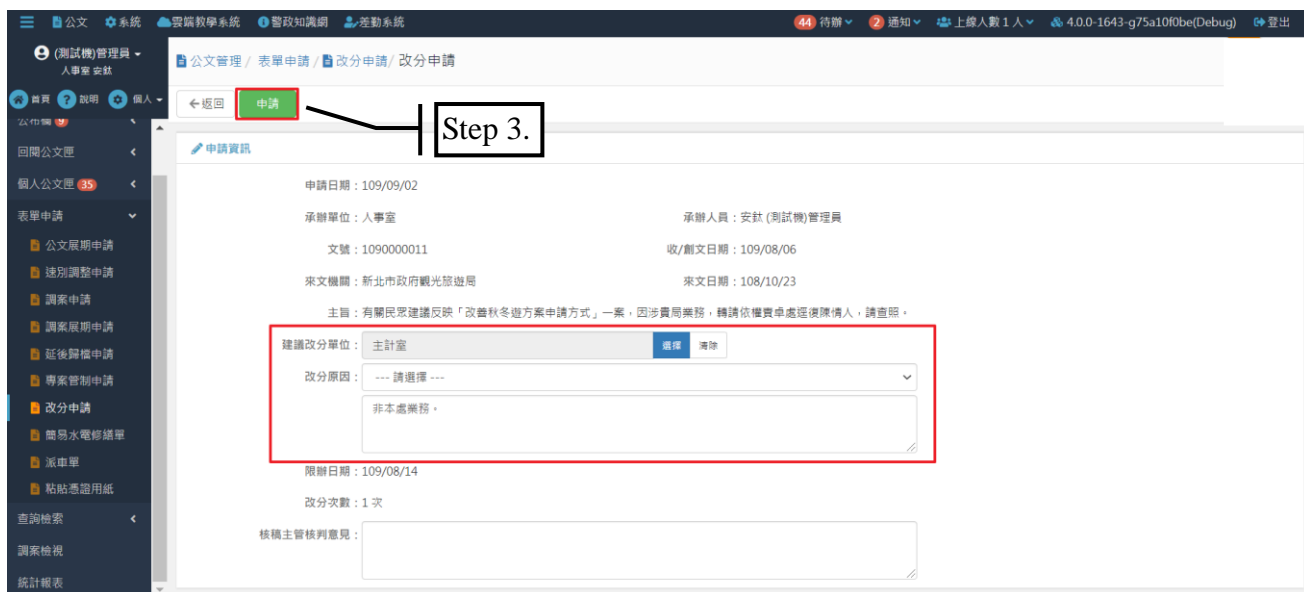 公文 系統 雲端教學系統 警政知識網 差勤系統 44 待辦 2 通知 上線人數 1 人 4.0.0-1643-g75a10f0be(Debug) 登出
(測試機)管理員
人事室 安鈦
首頁 說明 個人
公文管理 / 表單申請 / 改分申請/ 改分申請
←返回 申請
Step 3.
公布欄 9
回閱公文匣
個人公文匣 35
表單申請
公文展期申請
速別調整申請
調案申請
調案展期申請
延後歸檔申請
專案管制申請
改分申請
簡易水電修繕單
派車單
粘貼憑證用紙
查詢檢索
調案檢視
統計報表
申請資訊
申請日期：109/09/02
承辦單位：人事室 承辦人員：安鈦 (測試機)管理員
文號：1090000011 收/創文日期：109/08/06
來文機關：新北市政府觀光旅遊局 來文日期：108/10/23
主旨：有關民眾建議反映「改善秋冬遊方案申請方式」一案，因涉貴局業務，轉請依權責卓處逕復陳情人，請查照。
建議改分單位： 主計室 選擇 清除
改分原因： --- 請選擇 ---
非本處業務。
限辦日期：109/08/14
改分次數：1 次
核稿主管核判意見：